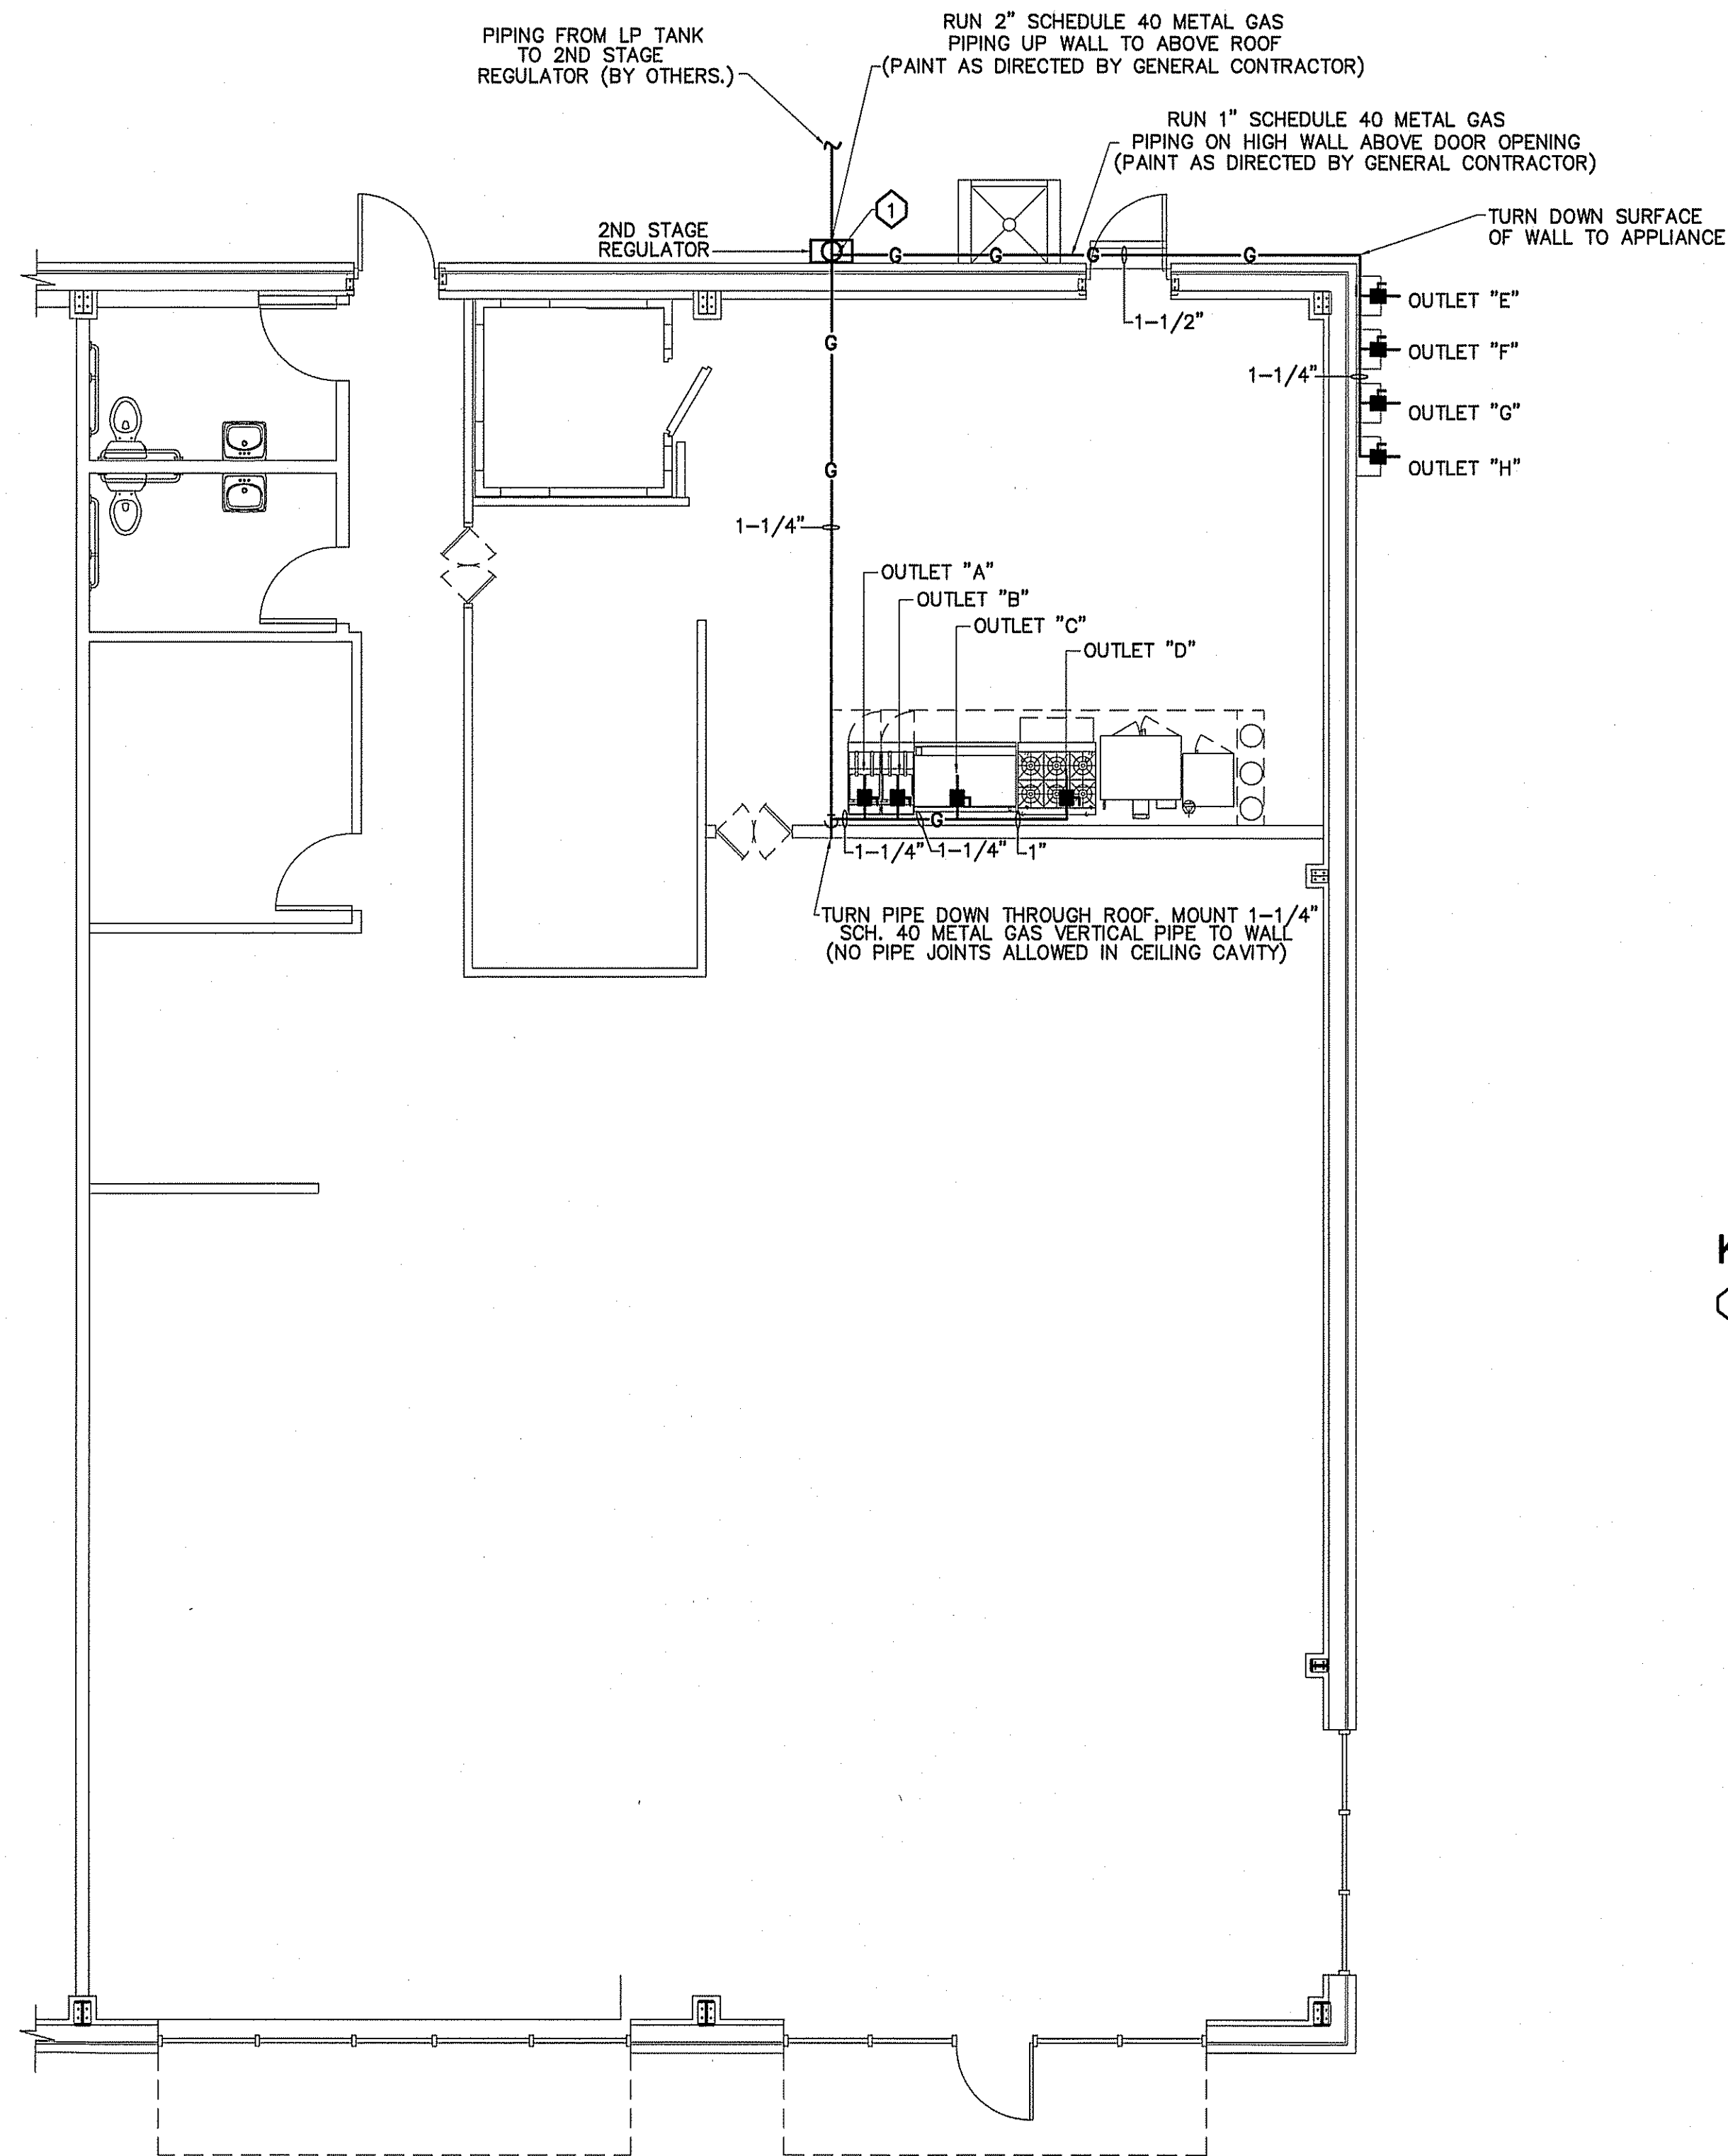 PIPING FROM LP TANK
TO 2ND STAGE
REGULATOR (BY OTHERS.)
RUN 2" SCHEDULE 40 METAL GAS
PIPING UP WALL TO ABOVE ROOF
(PAINT AS DIRECTED BY GENERAL CONTRACTOR)
RUN 1" SCHEDULE 40 METAL GAS
PIPING ON HIGH WALL ABOVE DOOR OPENING
(PAINT AS DIRECTED BY GENERAL CONTRACTOR)
1
2ND STAGE
REGULATOR
TURN DOWN SURFACE
OF WALL TO APPLIANCE
G
G
G
G
OUTLET "E"
1-1/2"
G
OUTLET "F"
1-1/4"
OUTLET "G"
OUTLET "H"
G
1-1/4"
OUTLET "A"
OUTLET "B"
OUTLET "C"
OUTLET "D"
G
1-1/4"
1-1/4"
1"
TURN PIPE DOWN THROUGH ROOF. MOUNT 1-1/4"
SCH. 40 METAL GAS VERTICAL PIPE TO WALL
(NO PIPE JOINTS ALLOWED IN CEILING CAVITY)